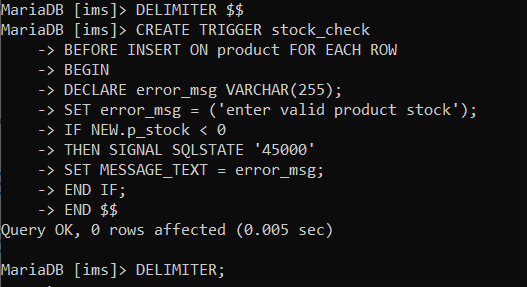 MariaDB [ims]> DELIMITER $$
MariaDB [ims]> CREATE TRIGGER stock_check
    -> BEFORE INSERT ON product FOR EACH ROW
    -> BEGIN
    -> DECLARE error_msg VARCHAR(255);
    -> SET error_msg = ('enter valid product stock');
    -> IF NEW.p_stock < 0
    -> THEN SIGNAL SQLSTATE '45000'
    -> SET MESSAGE_TEXT = error_msg;
    -> END IF;
    -> END $$
Query OK, 0 rows affected (0.005 sec)
MariaDB [ims]> DELIMITER;